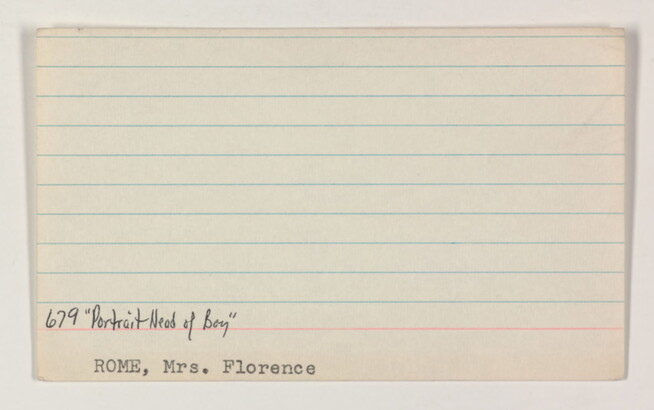 679 "Portrait Head of Boy"
ROME, Mrs. Florence